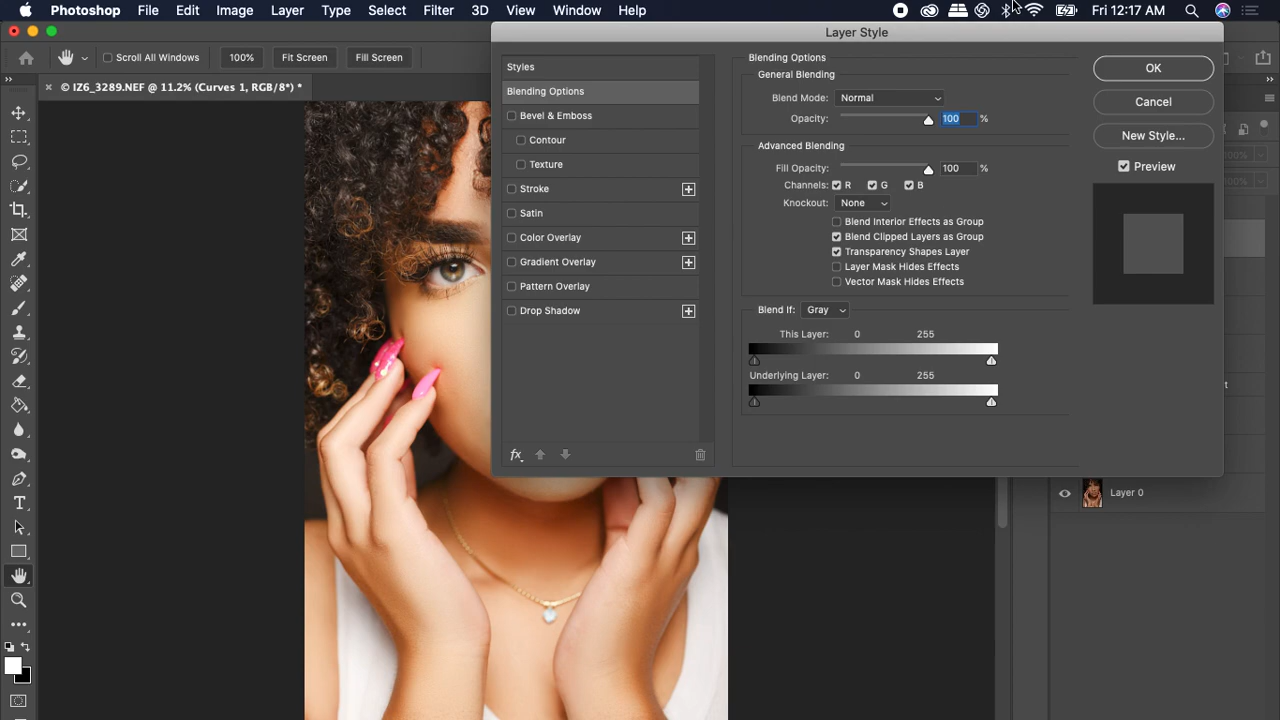 Photoshop File Edit Image Layer Type Select Filter 3D View Window Help Fri 12:17 AM
Layer Style
Scroll All Windows 100% Fit Screen Fill Screen
× © IZ6_3289.NEF @ 11.2% (Curves 1, RGB/8*) *
Styles
Blending Options
Bevel & Emboss
Contour
Texture
Stroke
Satin
Color Overlay
Gradient Overlay
Pattern Overlay
Drop Shadow
fx
Blending Options
General Blending
Blend Mode: Normal
Opacity: 100 %
Advanced Blending
Fill Opacity: 100 %
Channels: R G B
Knockout: None
Blend Interior Effects as Group
Blend Clipped Layers as Group
Transparency Shapes Layer
Layer Mask Hides Effects
Vector Mask Hides Effects
Blend If: Gray
This Layer: 0 255
Underlying Layer: 0 255
OK
Cancel
New Style...
Preview
Layer 0